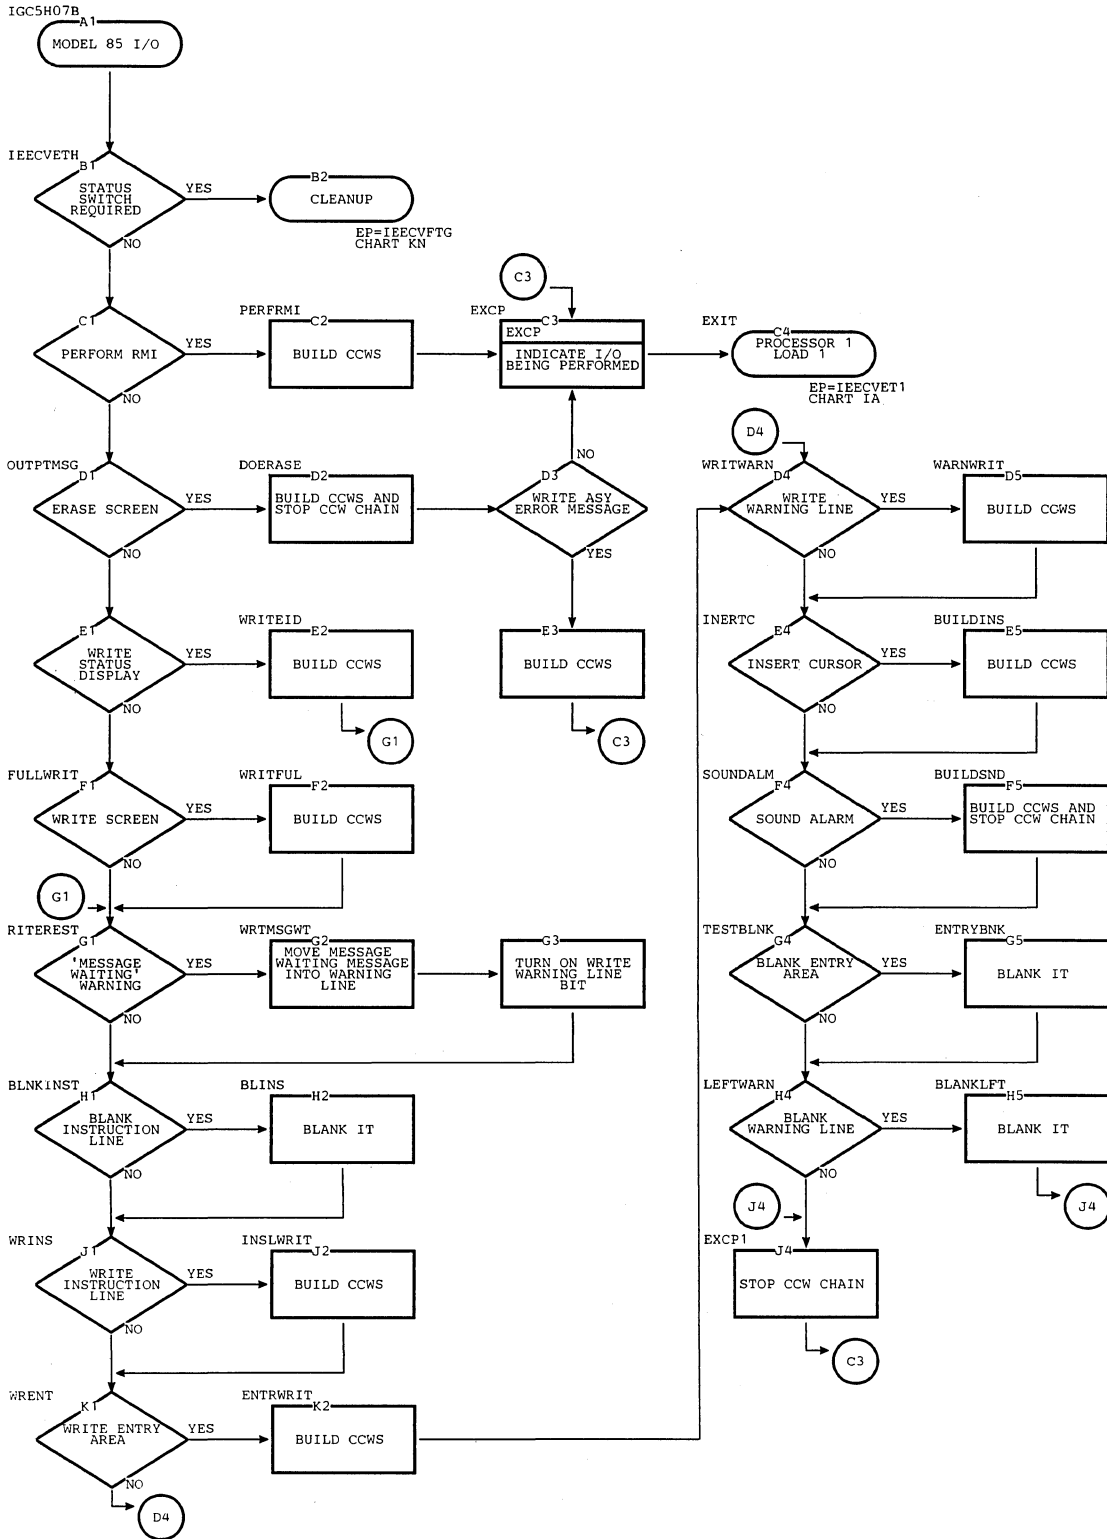 IGC5H07B
A1
MODEL 85 I/O
IEECVETH
B1
STATUS
SWITCH
REQUIRED
YES
NO
B2
CLEANUP
EP=IEECVFTG
CHART KN
C1
PERFORM RMI
YES
NO
PERFRMI
C2
BUILD CCWS
C3
EXCP
C3
EXCP
INDICATE I/O
BEING PERFORMED
EXIT
C4
PROCESSOR 1
LOAD 1
EP=IEECVET1
CHART IA
OUTPTMSG
D1
ERASE SCREEN
YES
NO
DOERASE
D2
BUILD CCWS AND
STOP CCW CHAIN
NO
D3
WRITE ASY
ERROR MESSAGE
YES
D4
WRITWARN
D4
WRITE
WARNING LINE
YES
NO
WARNWRIT
D5
BUILD CCWS
E1
WRITE
STATUS
DISPLAY
YES
NO
WRITEID
E2
BUILD CCWS
G1
E3
BUILD CCWS
C3
INERTC
E4
INSERT CURSOR
YES
NO
BUILDINS
E5
BUILD CCWS
FULLWRIT
F1
WRITE SCREEN
YES
NO
WRITFUL
F2
BUILD CCWS
SOUNDALM
F4
SOUND ALARM
YES
NO
BUILDSND
F5
BUILD CCWS AND
STOP CCW CHAIN
G1
RITEREST
G1
'MESSAGE
WAITING'
WARNING
YES
NO
WRTMSGWT
G2
MOVE MESSAGE
WAITING MESSAGE
INTO WARNING
LINE
G3
TURN ON WRITE
WARNING LINE
BIT
TESTBLNK
G4
BLANK ENTRY
AREA
YES
NO
ENTRYBNK
G5
BLANK IT
BLNKINST
H1
BLANK
INSTRUCTION
LINE
YES
NO
BLINS
H2
BLANK IT
LEFTWARN
H4
BLANK
WARNING LINE
YES
NO
BLANKLFT
H5
BLANK IT
J4
J4
WRINS
J1
WRITE
INSTRUCTION
LINE
YES
NO
INSLWRIT
J2
BUILD CCWS
EXCP1
J4
STOP CCW CHAIN
C3
WRENT
K1
WRITE ENTRY
AREA
YES
NO
ENTRWRIT
K2
BUILD CCWS
D4